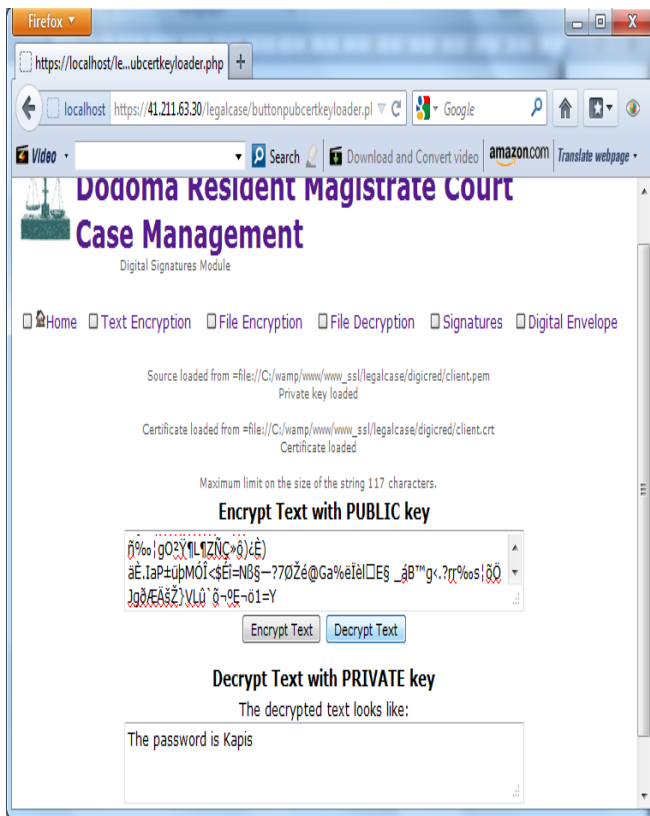 Firefox
https://localhost/le...ubcertkeyloader.php
localhost https://41.211.63.30/legalcase/buttonpubcertkeyloader.pl Google
Video Search Download and Convert video amazon.com Translate webpage
Dodoma Resident Magistrate Court
Case Management
Digital Signatures Module
Home Text Encryption File Encryption File Decryption Signatures Digital Envelope
Source loaded from =file://C:/wamp/www/www_ssl/legalcase/digicred/client.pem
Private key loaded
Certificate loaded from =file://C:/wamp/www/www_ssl/legalcase/digicred/client.crt
Certificate loaded
Maximum limit on the size of the string 117 characters.
Encrypt Text with PUBLIC key
Encrypt Text Decrypt Text
Decrypt Text with PRIVATE key
The decrypted text looks like:
The password is Kapis